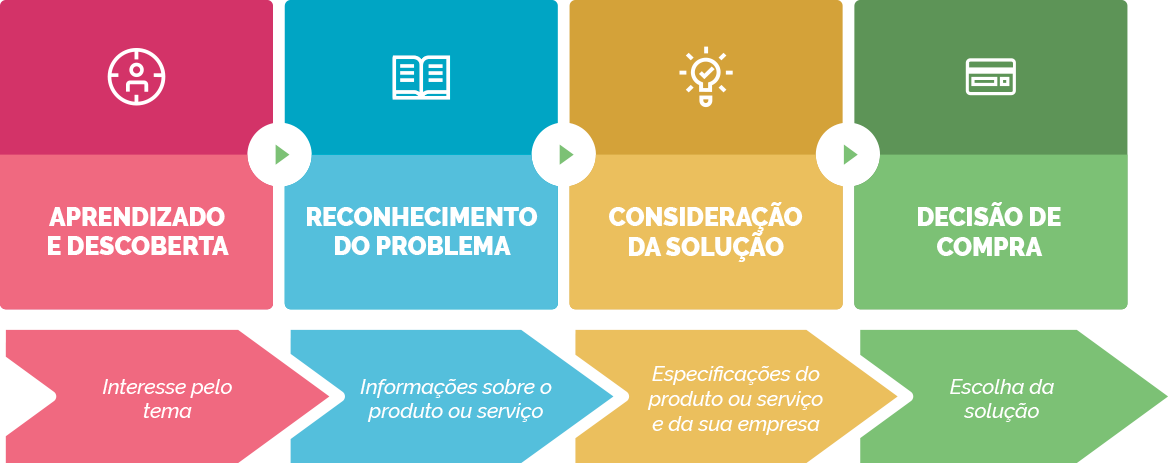 APRENDIZADO
E DESCOBERTA
RECONHECIMENTO
DO PROBLEMA
CONSIDERAÇÃO
DA SOLUÇÃO
DECISÃO DE
COMPRA
Interesse pelo
tema
Informações sobre o
produto ou serviço
Especificações do
produto ou serviço
e da sua empresa
Escolha da
solução